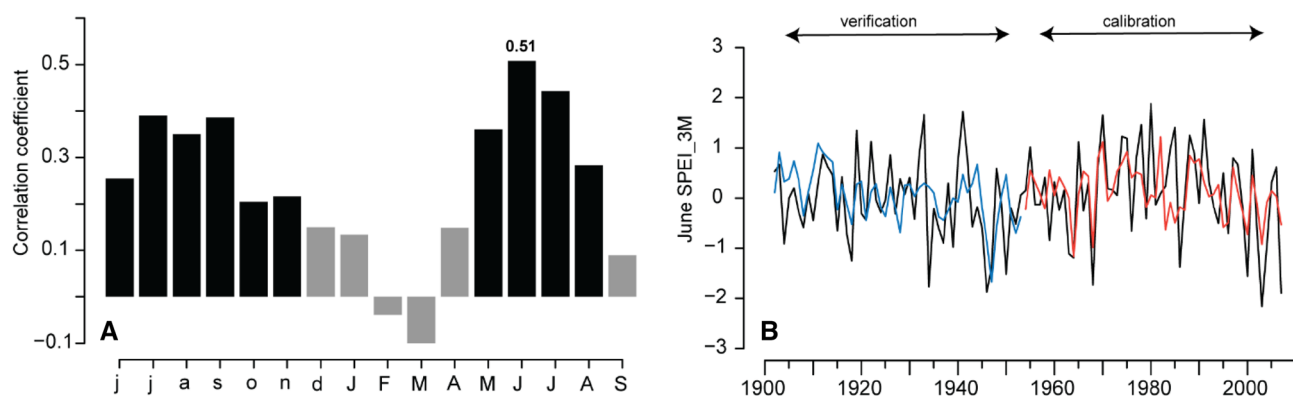 Correlation coefficient
0.51
0.5
0.3
0.1
−0.1
A
j j a s o n d J F M A M J J A S
verification calibration
June SPEI_3M
3
2
1
0
−1
−2
−3
B
1900 1920 1940 1960 1980 2000